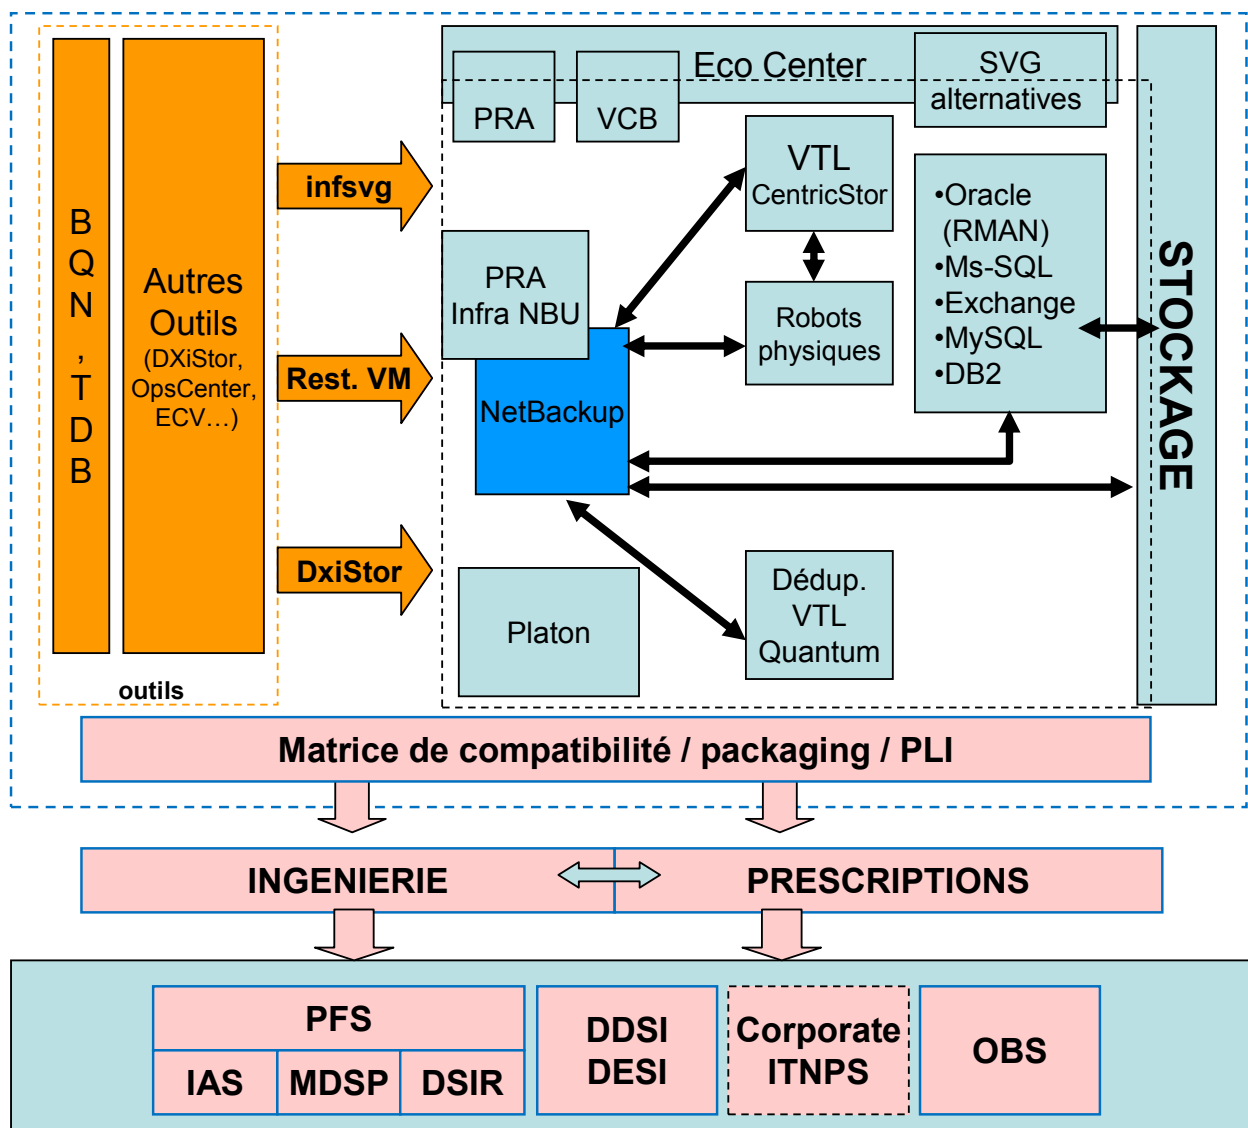 Eco Center
PRA
VCB
SVG
alternatives
B
Q
N
,
T
D
B
Autres
Outils
(DXiStor,
OpsCenter,
ECV…)
outils
infsvg
Rest. VM
DxiStor
VTL
CentricStor
PRA
Infra NBU
NetBackup
Robots
physiques
•Oracle
(RMAN)
•Ms-SQL
•Exchange
•MySQL
•DB2
STOCKAGE
Platon
Dédup.
VTL
Quantum
Matrice de compatibilité / packaging / PLI
INGENIERIE
PRESCRIPTIONS
PFS
IAS
MDSP
DSIR
DDSI
DESI
Corporate
ITNPS
OBS